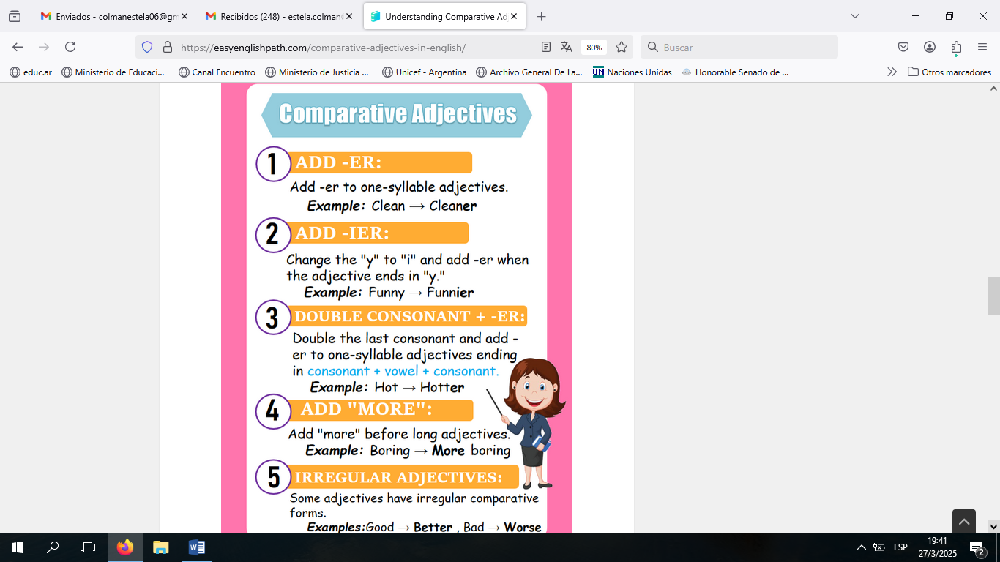 Enviados - colmanestela06@gm
Recibidos (248) - estela.colman
Understanding Comparative Ad
https://easyenglishpath.com/comparative-adjectives-in-english/
80%
Buscar
educ.ar
Ministerio de Educaci...
Canal Encuentro
Ministerio de Justicia ...
Unicef - Argentina
Archivo General De La...
UN Naciones Unidas
Honorable Senado de ...
Otros marcadores
Comparative Adjectives
1 ADD -ER:
Add -er to one-syllable adjectives.
Example: Clean → Cleaner
2 ADD -IER:
Change the "y" to "i" and add -er when
the adjective ends in "y."
Example: Funny → Funnier
3 DOUBLE CONSONANT + -ER:
Double the last consonant and add -
er to one-syllable adjectives ending
in consonant + vowel + consonant.
Example: Hot → Hotter
4 ADD "MORE":
Add "more" before long adjectives.
Example: Boring → More boring
5 IRREGULAR ADJECTIVES:
Some adjectives have irregular comparative
forms.
Examples:Good → Better , Bad → Worse
ESP
19:41
27/3/2025
2